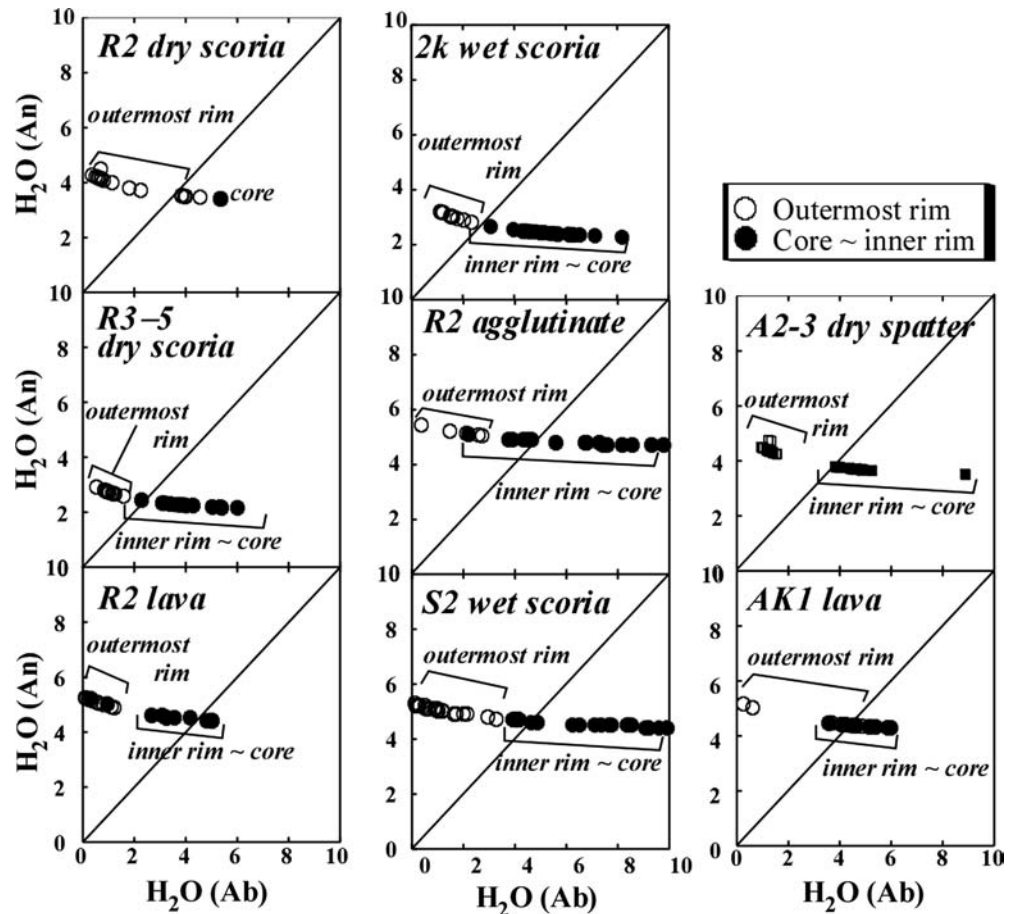 R2 dry scoria
outermost rim
core
H2O (An)
10
8
6
4
2
2k wet scoria
outermost
rim
inner rim ~ core
10
8
6
4
2
Outermost rim
Core ~ inner rim
R3–5
dry scoria
outermost
rim
inner rim ~ core
H2O (An)
10
8
6
4
2
R2 agglutinate
outermost rim
inner rim ~ core
10
8
6
4
2
A2-3 dry spatter
outermost
rim
inner rim ~ core
10
8
6
4
2
R2 lava
outermost
rim
inner rim ~ core
H2O (An)
10
8
6
4
2
0
0 2 4 6 8 10
H2O (Ab)
S2 wet scoria
outermost rim
inner rim ~ core
10
8
6
4
2
0
0 2 4 6 8 10
H2O (Ab)
AK1 lava
outermost rim
inner rim ~ core
10
8
6
4
2
0
0 2 4 6 8 10
H2O (Ab)